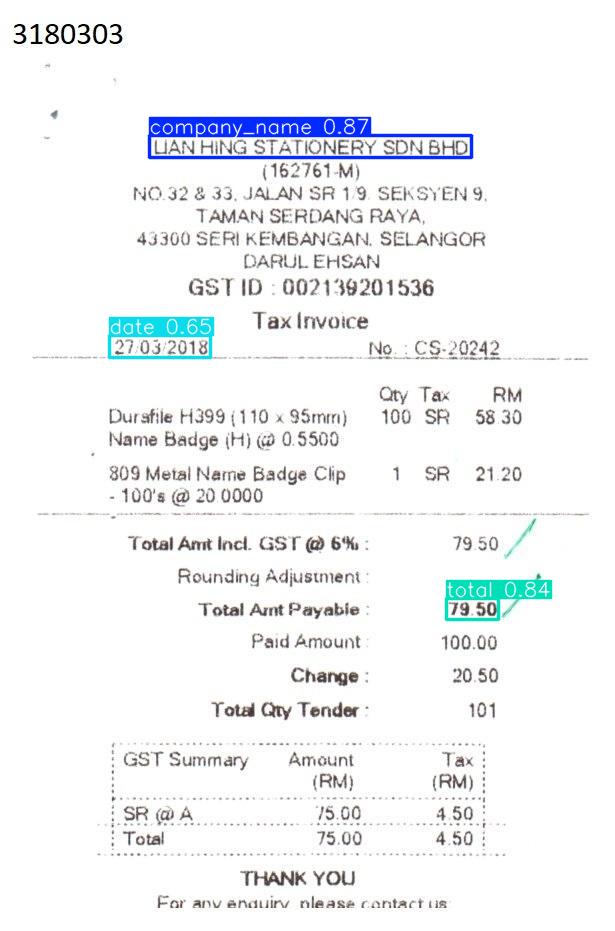 3180303
company_name 0.87
LIAN HING STATIONERY SDN BHD
(162761-M)
NO.32 & 33, JALAN SR 1/9, SEKSYEN 9,
TAMAN SERDANG RAYA,
43300 SERI KEMBANGAN, SELANGOR
DARUL EHSAN
GST ID : 002139201536
Tax Invoice
date 0.65
27/03/2018 No. : CS-20242
Qty Tax RM
Dursfile H399 (110 x 95mm) 100 SR 58.30
Name Badge (H) @ 0.5500
809 Metal Name Badge Clip 1 SR 21.20
- 100's @ 20.0000
Total Amt Incl. GST @ 6% : 79.50
Rounding Adjustment :
total 0.84
Total Amt Payable : 79.50
Paid Amount : 100.00
Change : 20.50
Total Qty Tender : 101
GST Summary Amount Tax
(RM) (RM)
SR @ A 75.00 4.50
Total 75.00 4.50
THANK YOU
For any enquiry, please contact us: